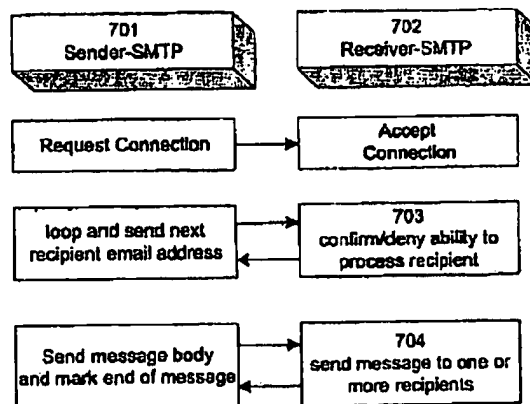 701
Sender-SMTP
702
Receiver-SMTP
Request Connection
Accept
Connection
loop and send next
recipient email address
703
confirm/deny ability to
process recipient
Send message body
and mark end of message
704
send message to one or
more recipients